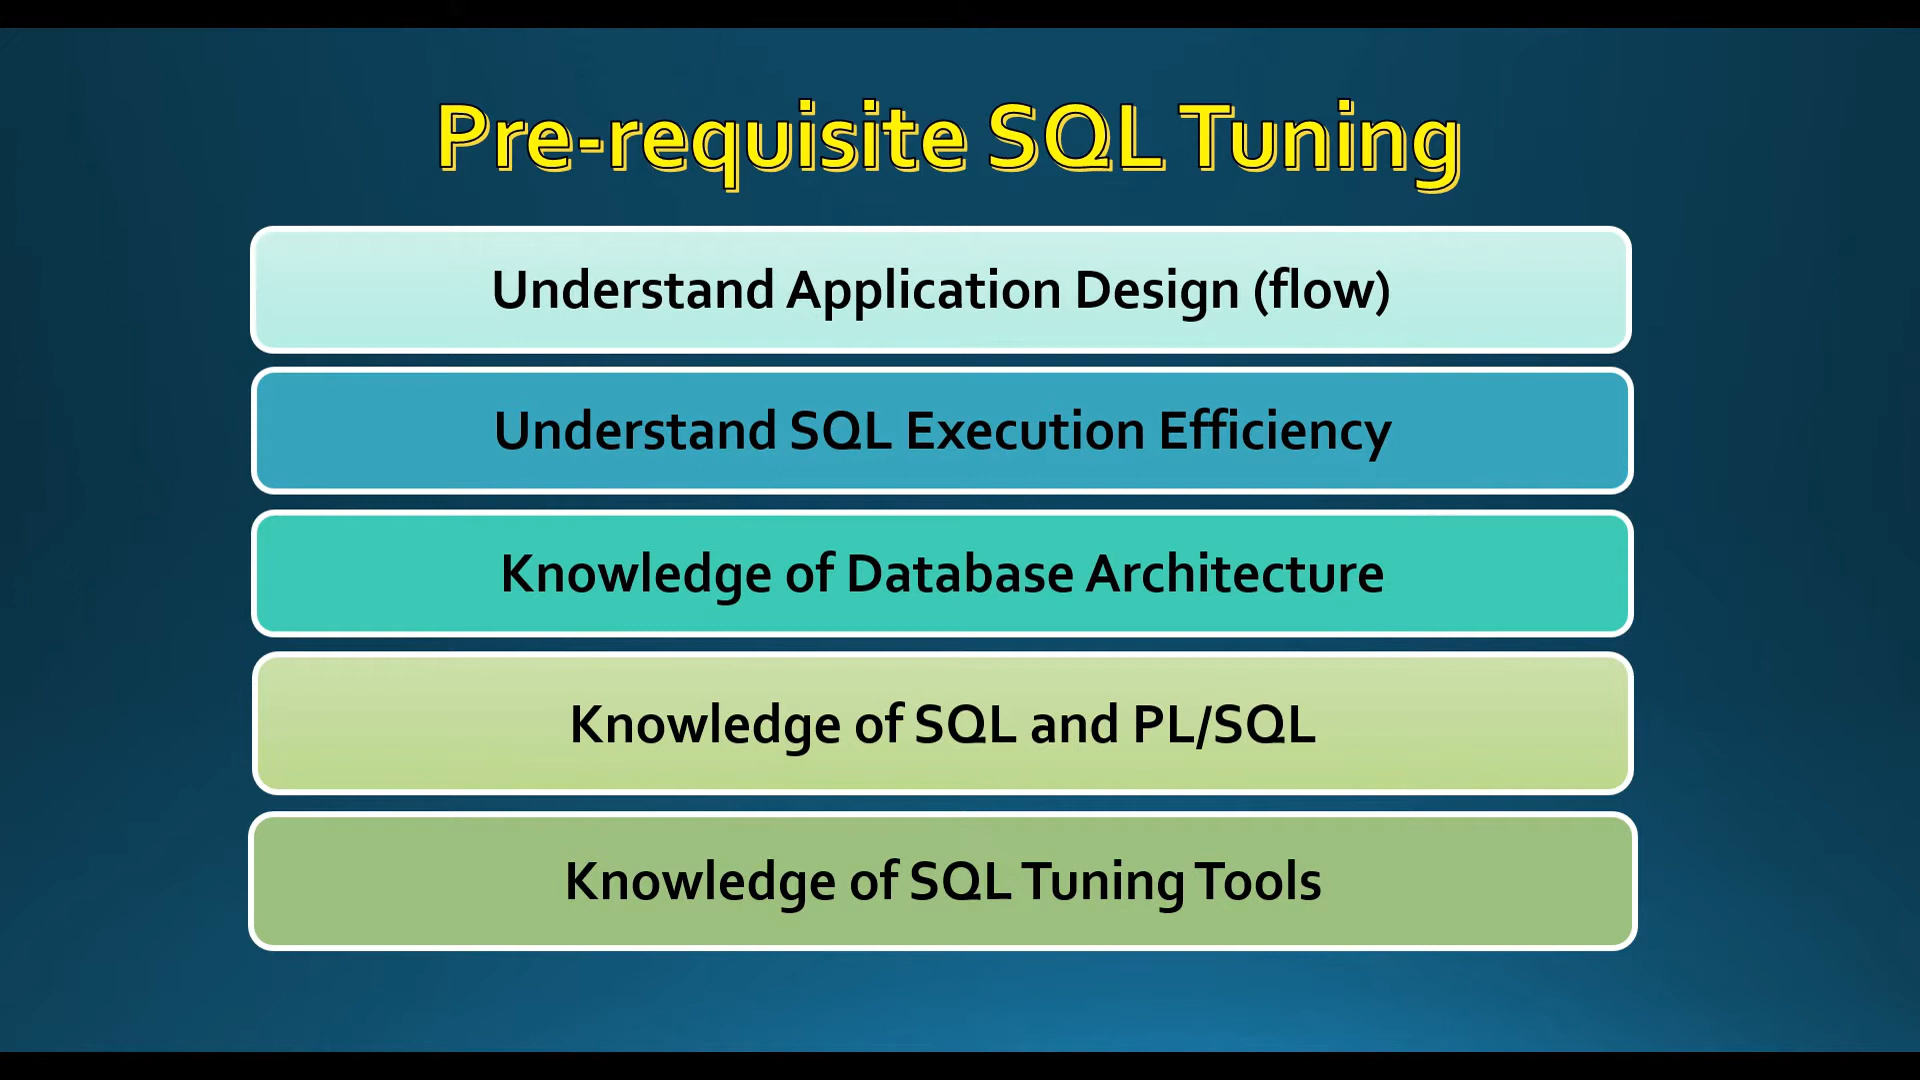 Pre-requisite SQL Tuning
Understand Application Design (flow)
Understand SQL Execution Efficiency
Knowledge of Database Architecture
Knowledge of SQL and PL/SQL
Knowledge of SQL Tuning Tools